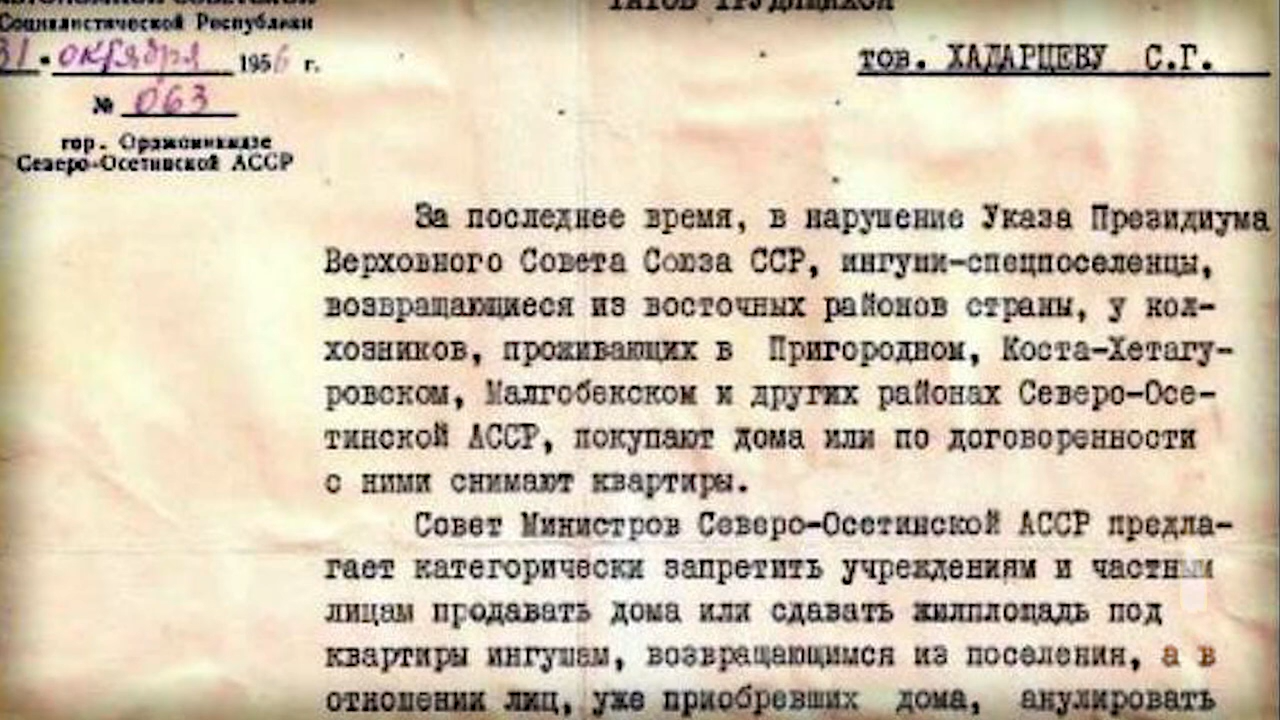 АВТОНОМНОЙ СОВЕТСКОЙ
Социалистической Республики
31 • октября 1956 г.
№ 063
гор. Орджоникидзе
Северо-Осетинской АССР
ТАТОВ ТРУДЯЩИХСЯ
тов. ХАДАРЦЕВУ С.Г.
За последнее время, в нарушение Указа Президиума
Верховного Совета Союза ССР, ингуши-спецпоселенцы,
возвращающиеся из восточных районов страны, у кол-
хозников, проживающих в Пригородном, Коста-Хетагу-
ровском, Малгобекском и других районах Северо-Осе-
тинской АССР, покупают дома или по договоренности
с ними снимают квартиры.
Совет Министров Северо-Осетинской АССР предла-
гает категорически запретить учреждениям и частным
лицам продавать дома или сдавать жилплощадь под
квартиры ингушам, возвращающимся из поселения, а в
отношении лиц, уже приобревших дома, анулировать